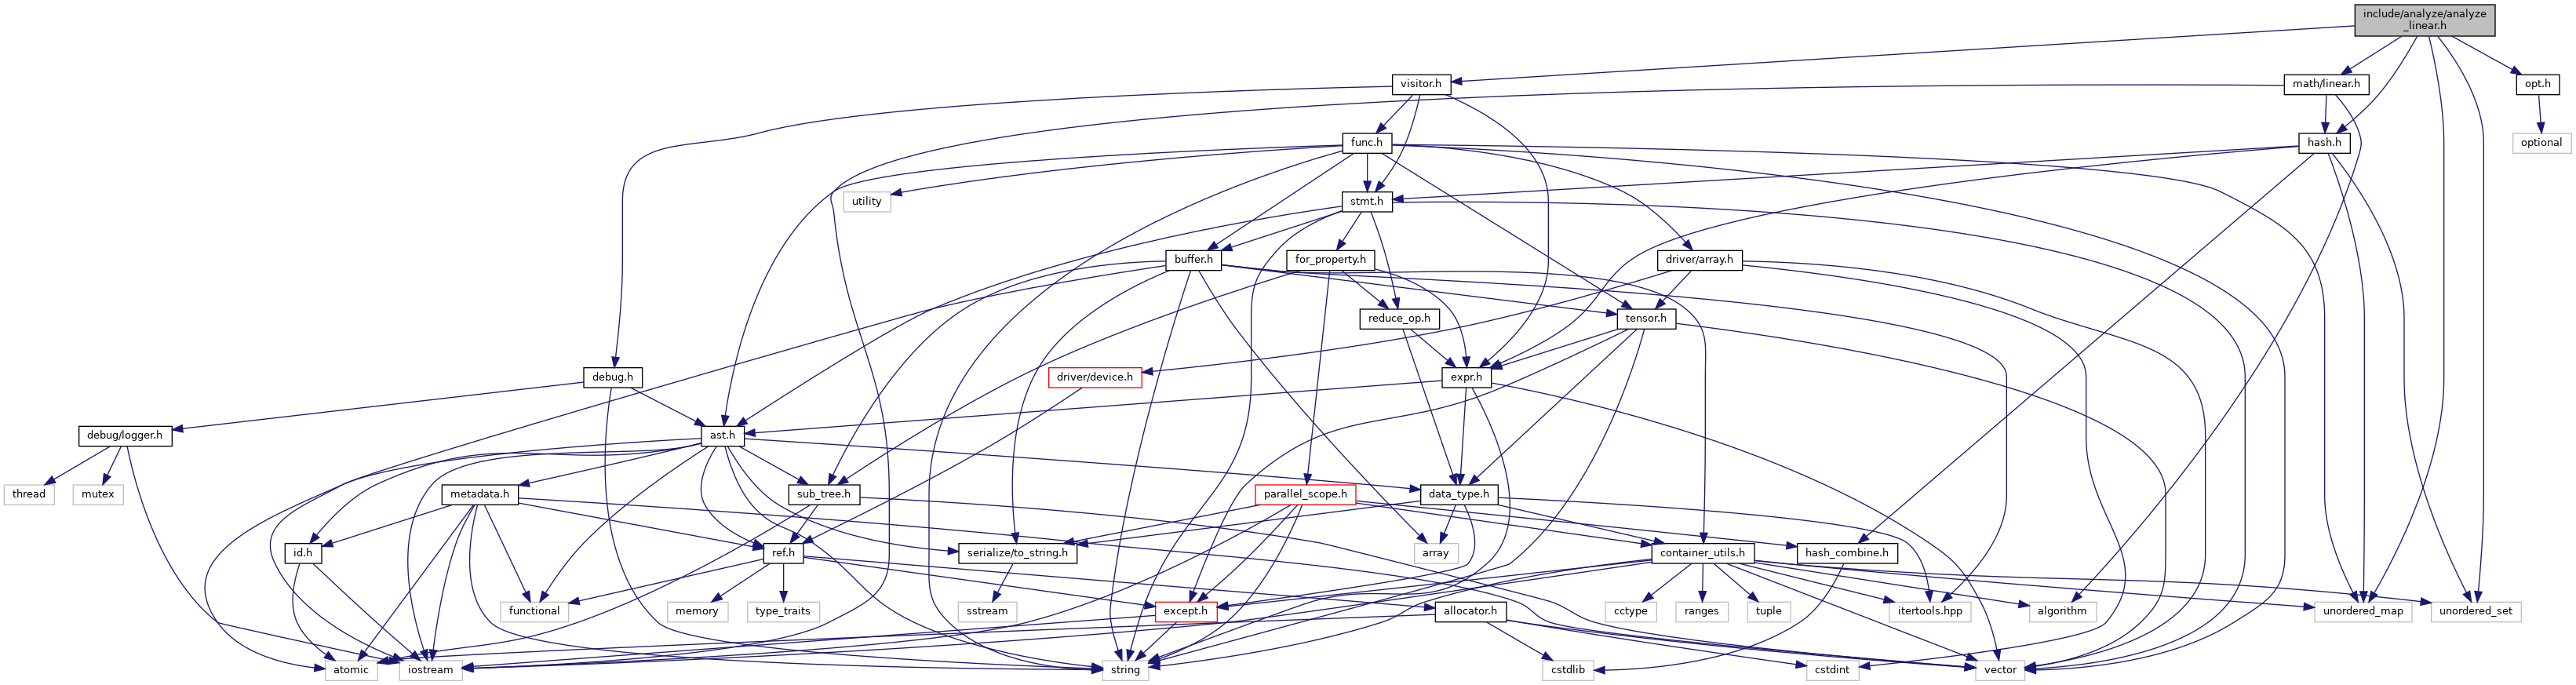 include/analyze/analyze
_linear.h
visitor.h
math/linear.h
opt.h
func.h
hash.h
optional
utility
stmt.h
buffer.h
for_property.h
driver/array.h
reduce_op.h
tensor.h
debug.h
driver/device.h
expr.h
debug/logger.h
ast.h
thread
mutex
metadata.h
sub_tree.h
parallel_scope.h
data_type.h
id.h
ref.h
serialize/to_string.h
array
container_utils.h
hash_combine.h
functional
memory
type_traits
sstream
except.h
allocator.h
cctype
ranges
tuple
itertools.hpp
algorithm
unordered_map
unordered_set
atomic
iostream
string
cstdlib
cstdint
vector